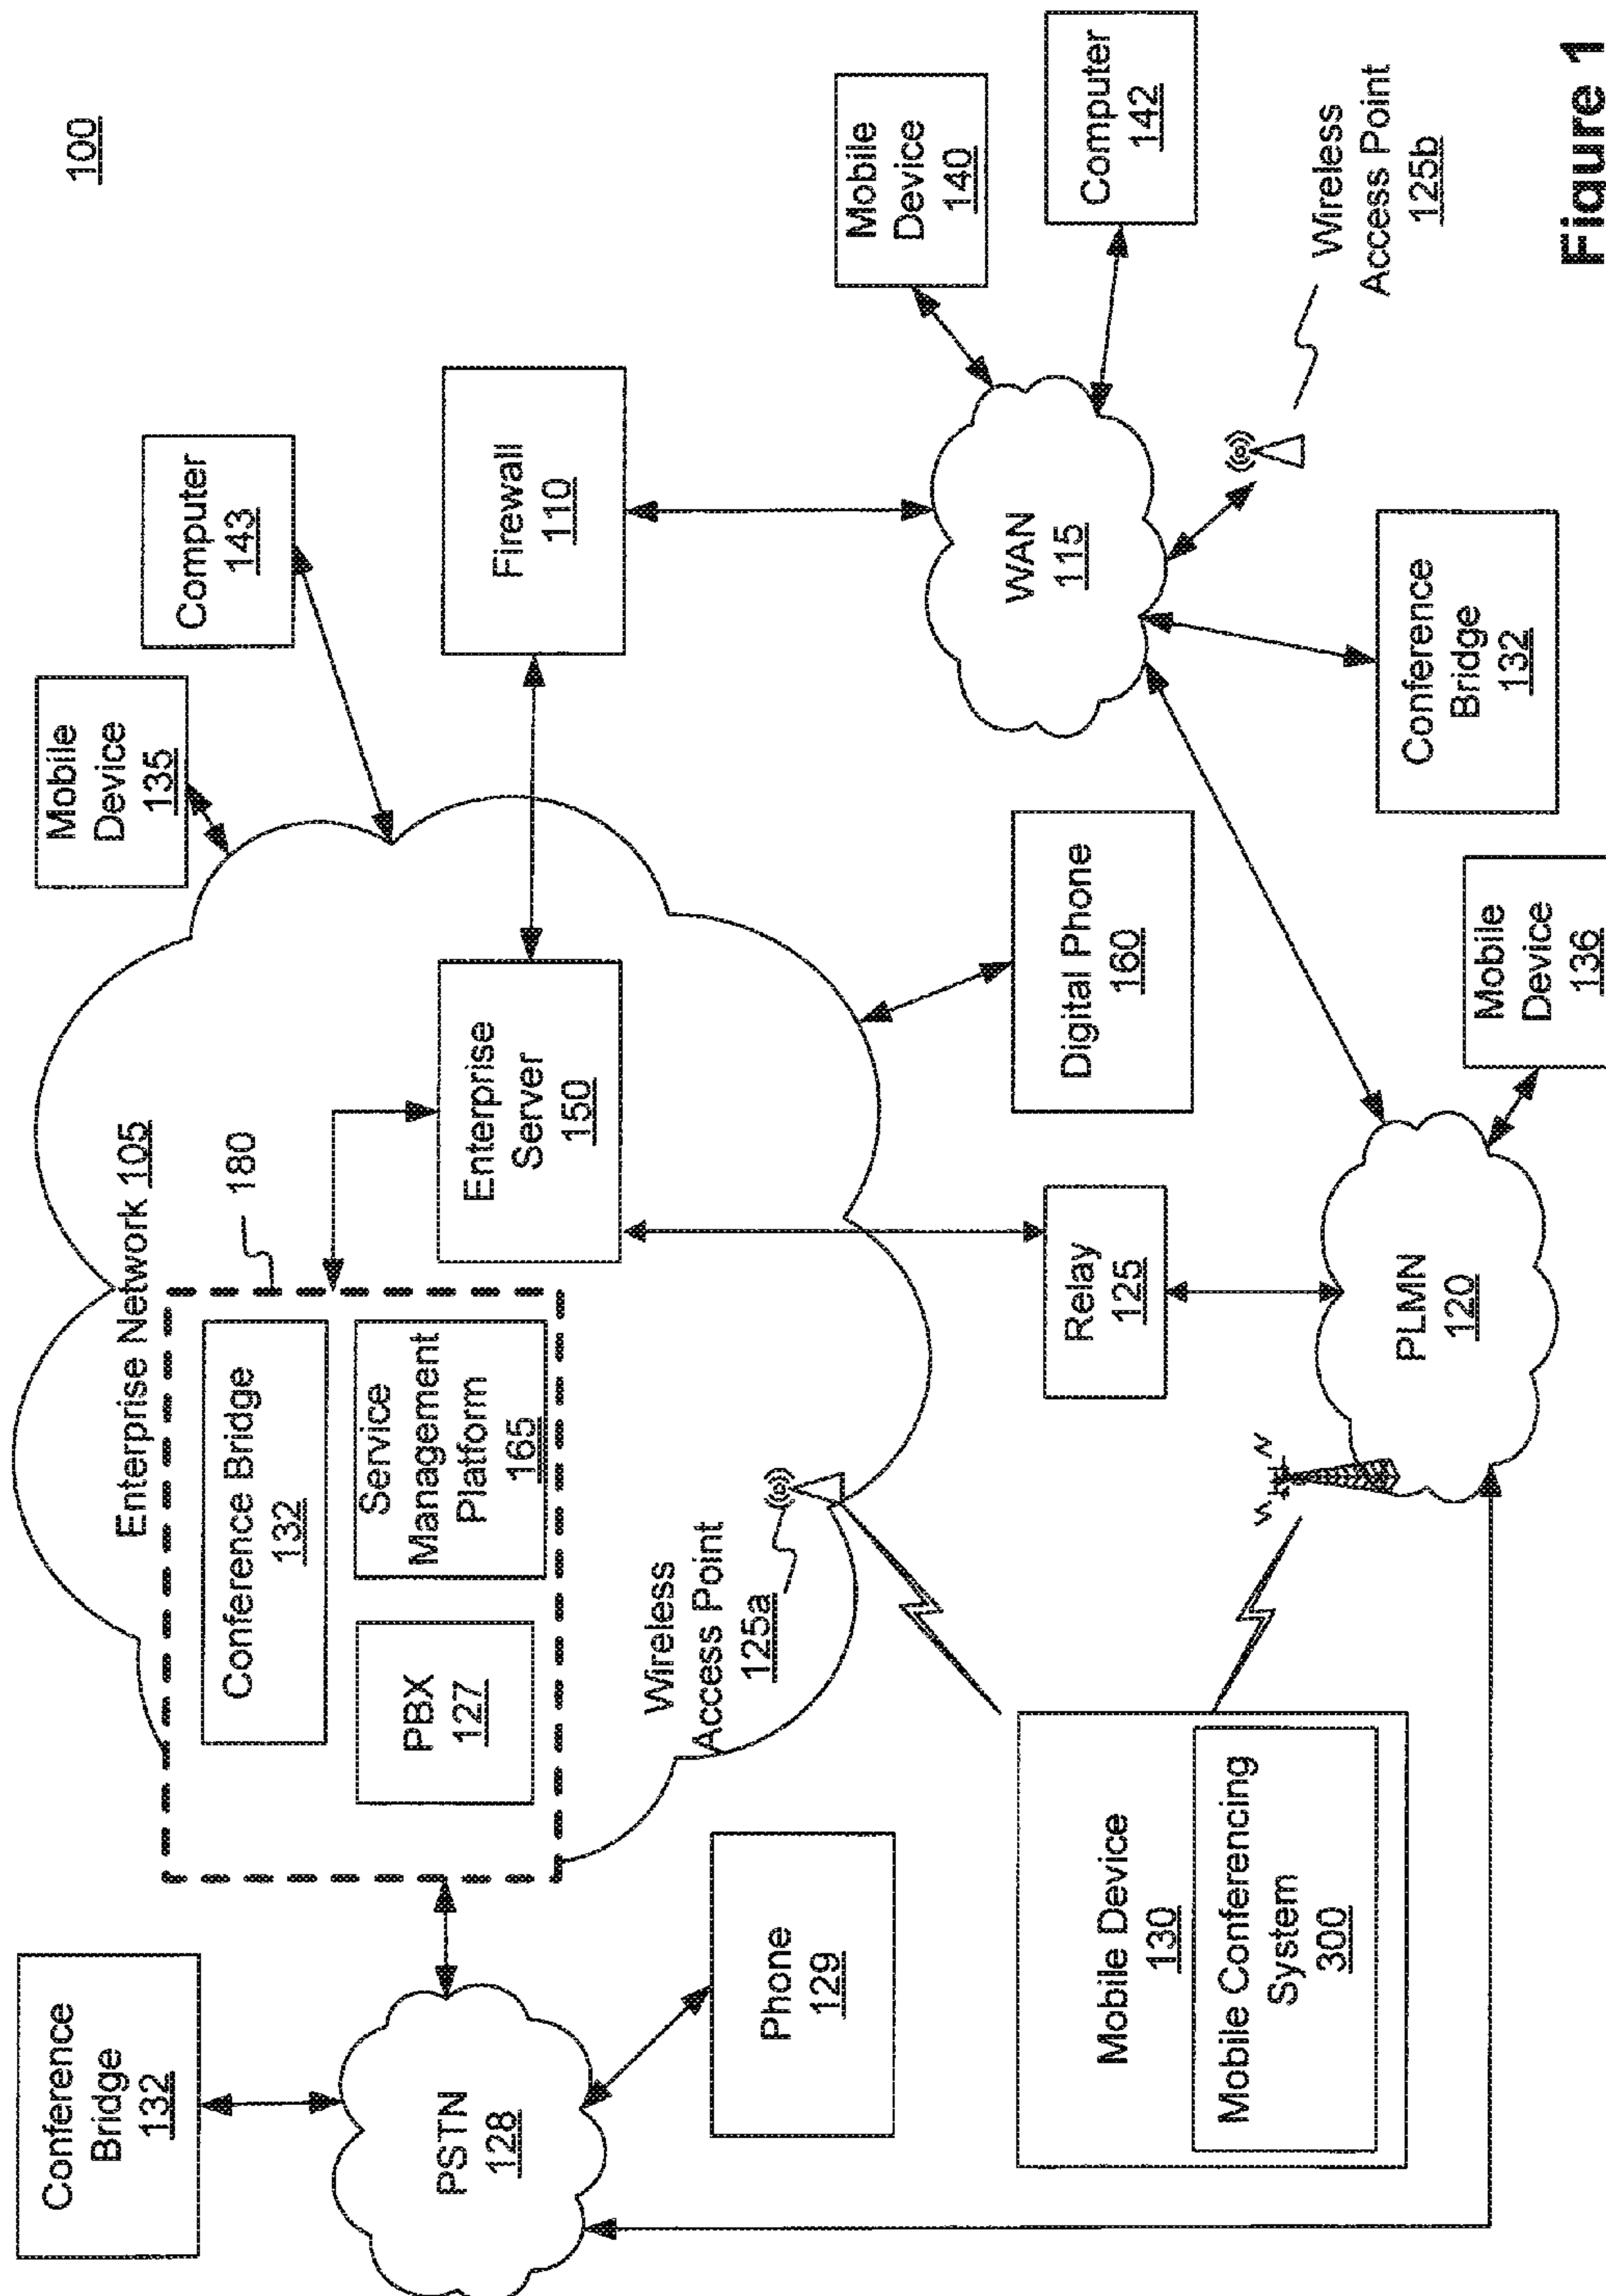 100
Conference
Bridge
132
Enterprise Network 105
180
Conference Bridge
132
PBX
127
Service
Management
Platform
165
Enterprise
Server
150
Mobile
Device
135
Computer
143
Firewall
110
PSTN
128
Phone
129
Wireless
Access Point
125a
Digital Phone
160
Relay
125
WAN
115
Mobile
Device
140
Computer
142
Wireless
Access Point
125b
Conference
Bridge
132
Mobile Device
130
Mobile Conferencing
System
300
PLMN
120
Mobile
Device
136
Figure 1